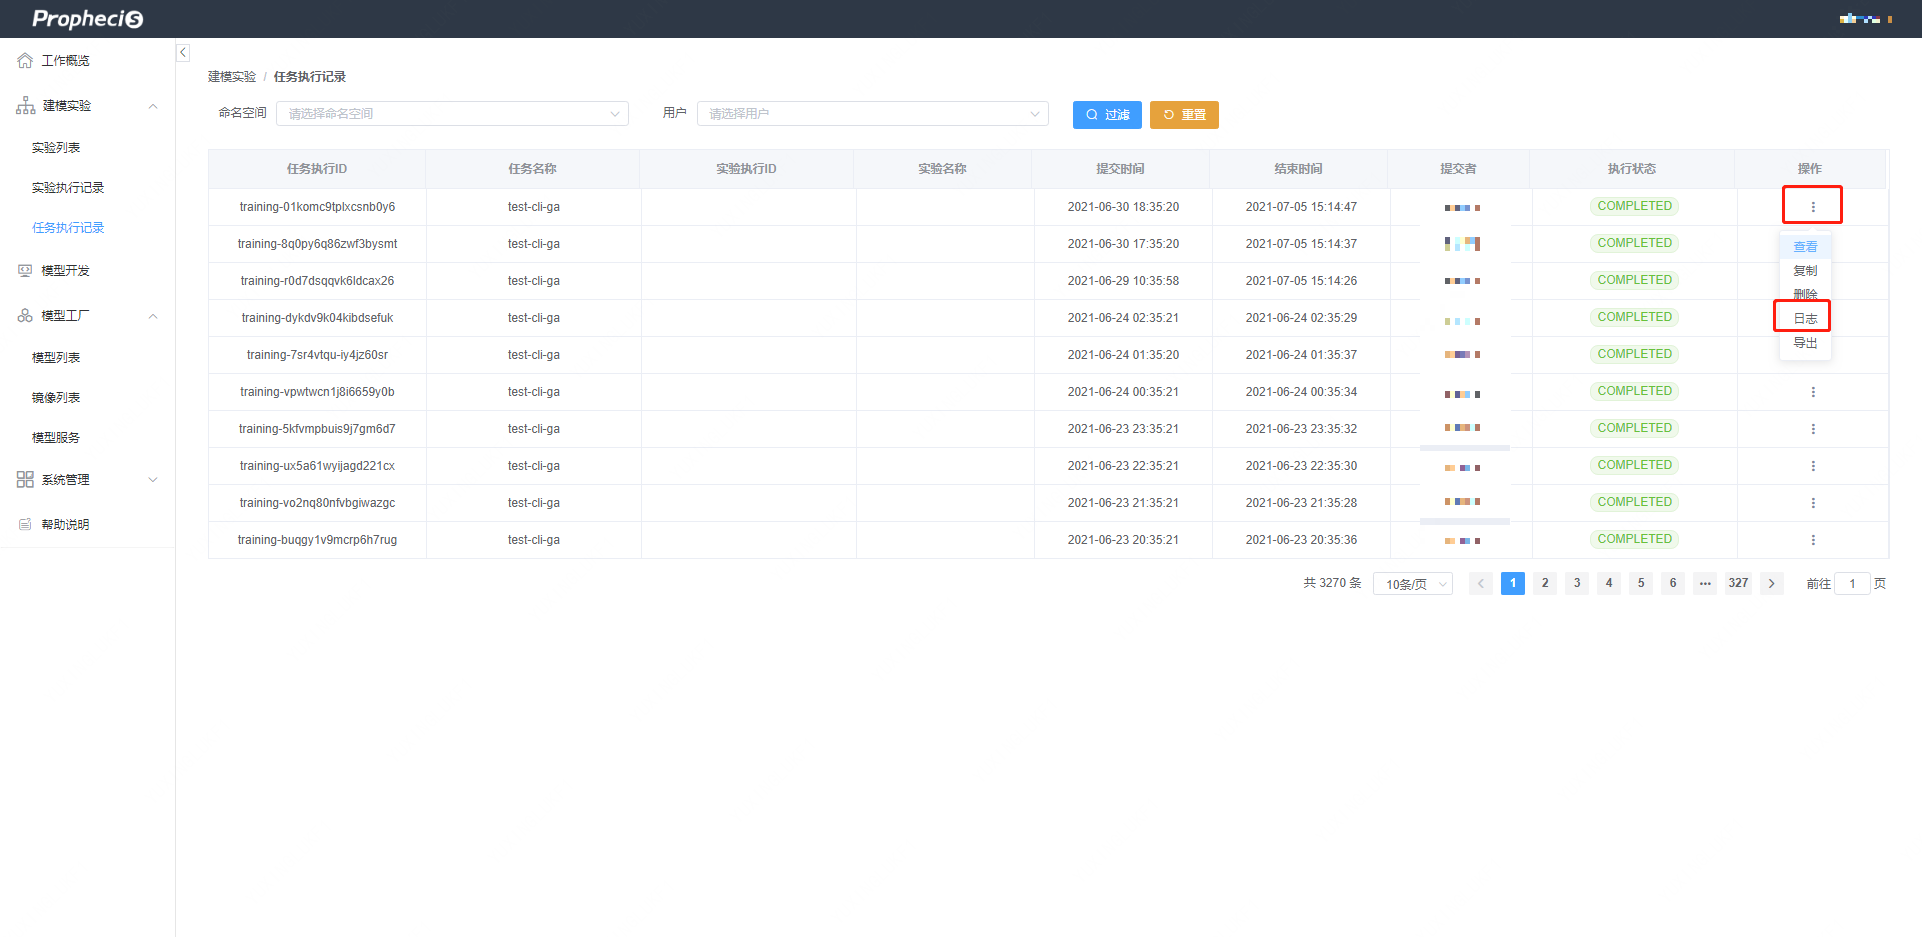 PropheciS
工作概览
建模实验
实验列表
实验执行记录
任务执行记录
模型开发
模型工厂
模型列表
镜像列表
模型服务
系统管理
帮助说明
建模实验 / 任务执行记录
命名空间 请选择命名空间 用户 请选择用户 过滤 重置
任务执行ID 任务名称 实验执行ID 实验名称 提交时间 结束时间 提交者 执行状态 操作
training-01komc9tplxcsnb0y6 test-cli-ga 2021-06-30 18:35:20 2021-07-05 15:14:47 COMPLETED
training-8q0py6q86zwf3bysmt test-cli-ga 2021-06-30 17:35:20 2021-07-05 15:14:37 COMPLETED
training-r0d7dsqqvk6ldcax26 test-cli-ga 2021-06-29 10:35:58 2021-07-05 15:14:26 COMPLETED
training-dykdv9k04kibdsefuk test-cli-ga 2021-06-24 02:35:21 2021-06-24 02:35:29 COMPLETED
training-7sr4vtqu-iy4jz60sr test-cli-ga 2021-06-24 01:35:20 2021-06-24 01:35:37 COMPLETED
training-vpwtwcn1j8i6659y0b test-cli-ga 2021-06-24 00:35:21 2021-06-24 00:35:34 COMPLETED
training-5kfvmpbuis9j7gm6d7 test-cli-ga 2021-06-23 23:35:21 2021-06-23 23:35:32 COMPLETED
training-ux5a61wyijagd221cx test-cli-ga 2021-06-23 22:35:21 2021-06-23 22:35:30 COMPLETED
training-vo2nq80nfvbgiwazgc test-cli-ga 2021-06-23 21:35:21 2021-06-23 21:35:28 COMPLETED
training-buqgy1v9mcrp6h7rug test-cli-ga 2021-06-23 20:35:21 2021-06-23 20:35:36 COMPLETED
查看
复制
删除
日志
导出
共 3270 条 10条/页 1 2 3 4 5 6 ••• 327 前往 1 页